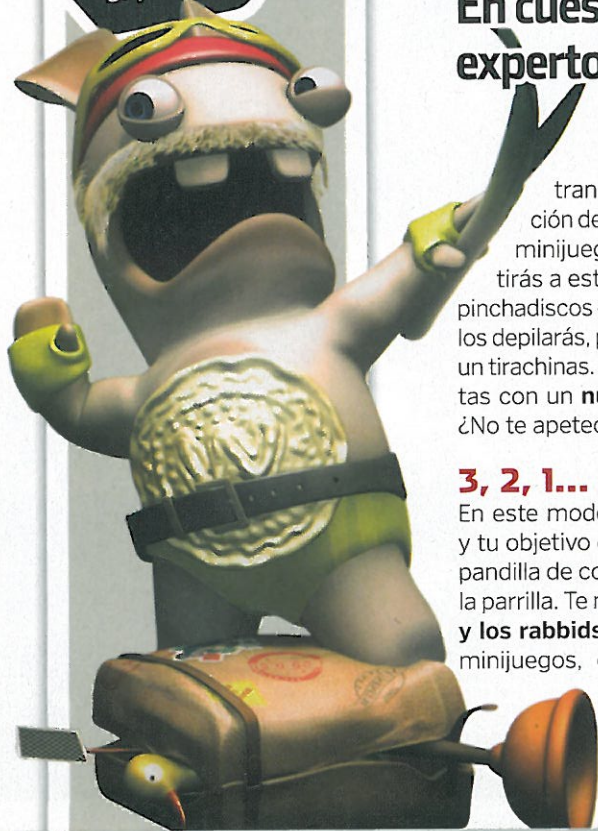 En cues
experto
tran
ción de
minijueg
tirás a est
pinchadiscos
los depilarás, p
un tirachinas.
tas con un nu
¿No te apetec
3, 2, 1...
En este modo
y tu objetivo
pandilla de co
la parrilla. Te
y los rabbids
minijuegos,